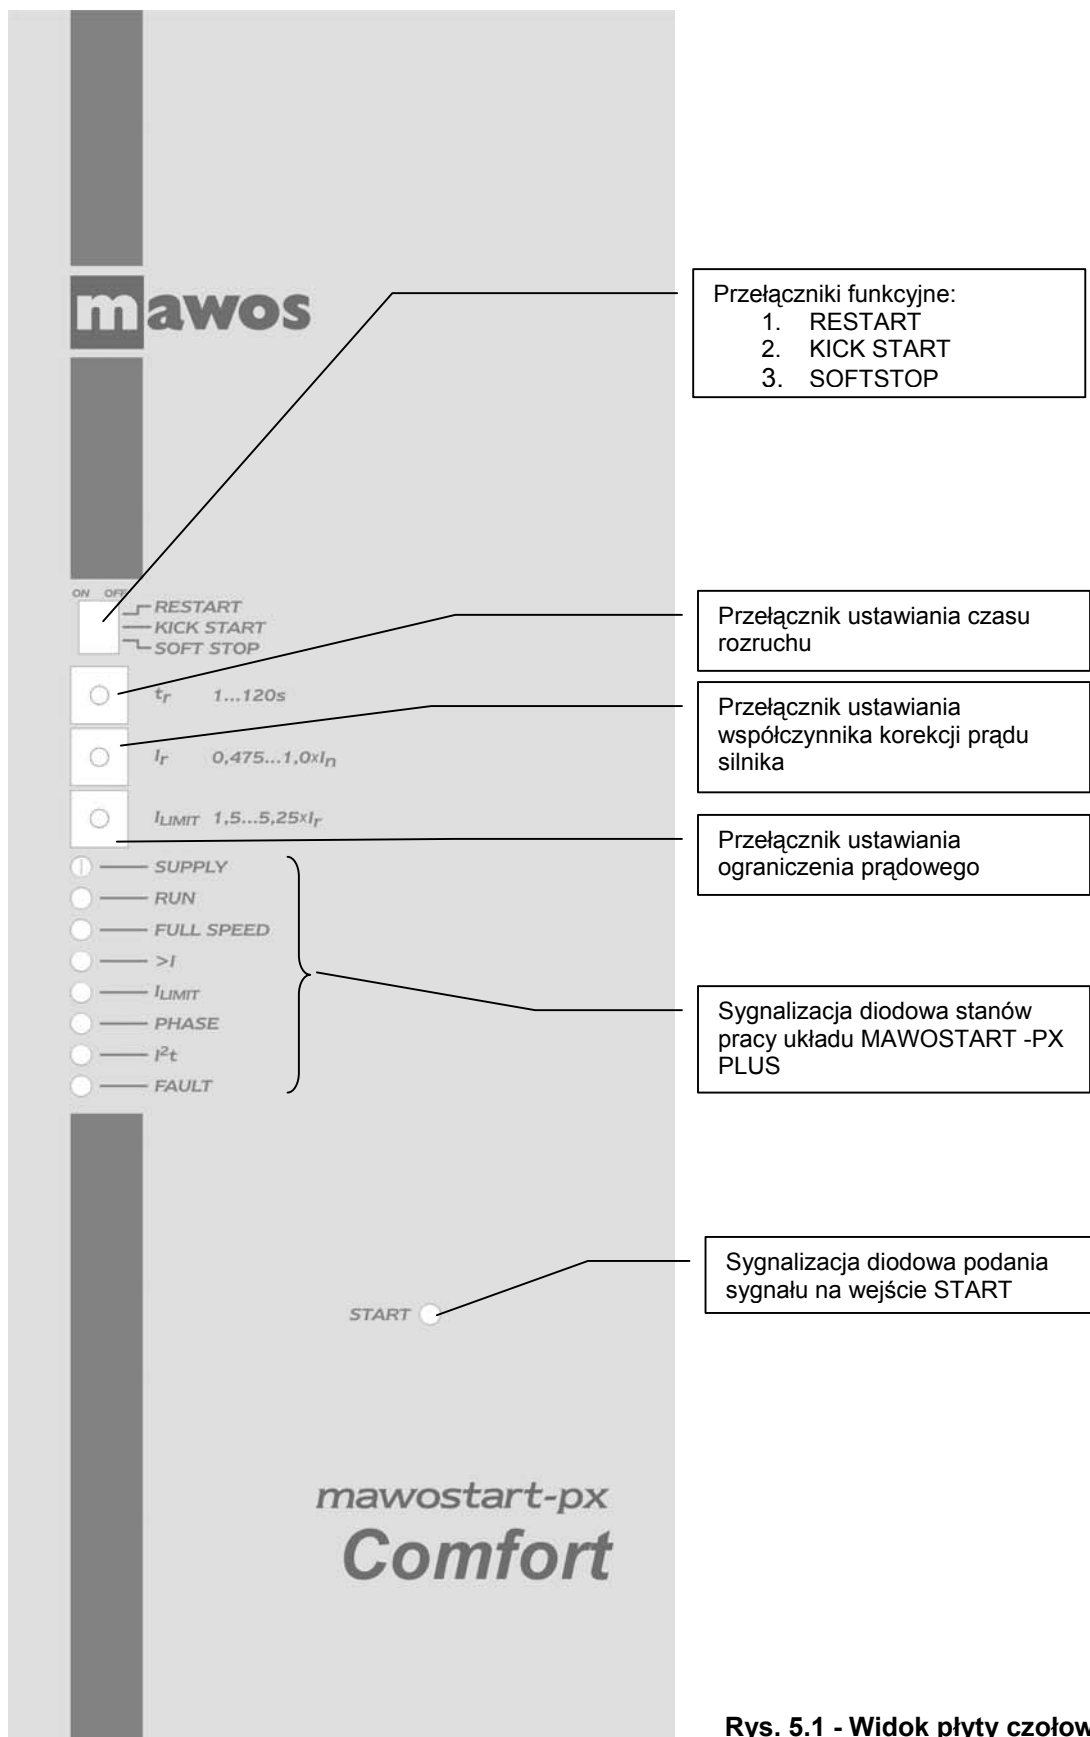 mawos
Przełączniki funkcyjne:
1. RESTART
2. KICK START
3. SOFTSTOP
ON OFF
RESTART
KICK START
SOFT STOP
Przełącznik ustawiania czasu
rozruchu
tr 1...120s
Przełącznik ustawiania
współczynnika korekcji prądu
silnika
Ir 0,475...1,0xIn
ILIMIT 1,5...5,25xIr
Przełącznik ustawiania
ograniczenia prądowego
SUPPLY
RUN
FULL SPEED
>I
ILIMIT
PHASE
I²t
FAULT
Sygnalizacja diodowa stanów
pracy układu MAWOSTART -PX
PLUS
Sygnalizacja diodowa podania
sygnału na wejście START
START
mawostart-px
Comfort
Rys. 5.1 - Widok płyty czołow